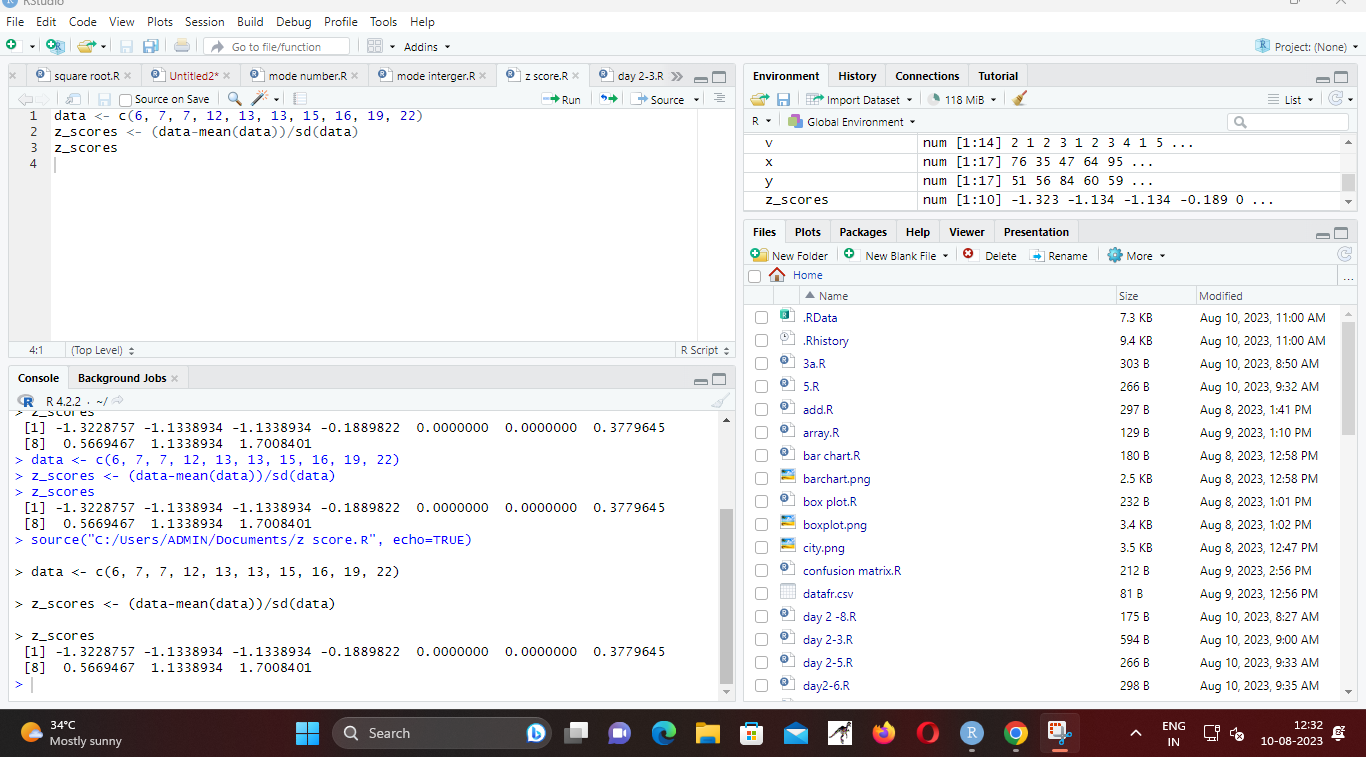 RStudio
File Edit Code View Plots Session Build Debug Profile Tools Help
Go to file/function Addins Project: (None)
square root.R Untitled2* mode number.R mode interger.R z score.R day 2-3.R
Source on Save Run Source
1 data <- c(6, 7, 7, 12, 13, 13, 15, 16, 19, 22)
2 z_scores <- (data-mean(data))/sd(data)
3 z_scores
4
4:1 (Top Level) R Script
Console Background Jobs
R 4.2.2 · ~/
> z_scores
[1] -1.3228757 -1.1338934 -1.1338934 -0.1889822 0.0000000 0.0000000 0.3779645
[8] 0.5669467 1.1338934 1.7008401
> data <- c(6, 7, 7, 12, 13, 13, 15, 16, 19, 22)
> z_scores <- (data-mean(data))/sd(data)
> z_scores
[1] -1.3228757 -1.1338934 -1.1338934 -0.1889822 0.0000000 0.0000000 0.3779645
[8] 0.5669467 1.1338934 1.7008401
> source("C:/Users/ADMIN/Documents/z score.R", echo=TRUE)
> data <- c(6, 7, 7, 12, 13, 13, 15, 16, 19, 22)
> z_scores <- (data-mean(data))/sd(data)
> z_scores
[1] -1.3228757 -1.1338934 -1.1338934 -0.1889822 0.0000000 0.0000000 0.3779645
[8] 0.5669467 1.1338934 1.7008401
>
Environment History Connections Tutorial
Import Dataset 118 MiB List
R Global Environment
v num [1:14] 2 1 2 3 1 2 3 4 1 5 ...
x num [1:17] 76 35 47 64 95 ...
y num [1:17] 51 56 84 60 59 ...
z_scores num [1:10] -1.323 -1.134 -1.134 -0.189 0 ...
Files Plots Packages Help Viewer Presentation
New Folder New Blank File Delete Rename More
Home ...
Name Size Modified
.RData 7.3 KB Aug 10, 2023, 11:00 AM
.Rhistory 9.4 KB Aug 10, 2023, 11:00 AM
3a.R 303 B Aug 10, 2023, 8:50 AM
5.R 266 B Aug 10, 2023, 9:32 AM
add.R 297 B Aug 8, 2023, 1:41 PM
array.R 129 B Aug 9, 2023, 1:10 PM
bar chart.R 180 B Aug 8, 2023, 12:58 PM
barchart.png 2.5 KB Aug 8, 2023, 12:58 PM
box plot.R 232 B Aug 8, 2023, 1:01 PM
boxplot.png 3.4 KB Aug 8, 2023, 1:02 PM
city.png 3.5 KB Aug 8, 2023, 12:47 PM
confusion matrix.R 212 B Aug 9, 2023, 2:56 PM
datafr.csv 81 B Aug 9, 2023, 12:56 PM
day 2 -8.R 175 B Aug 10, 2023, 8:27 AM
day 2-3.R 594 B Aug 10, 2023, 9:00 AM
day 2-5.R 266 B Aug 10, 2023, 9:33 AM
day2-6.R 298 B Aug 10, 2023, 9:35 AM
34°C
Mostly sunny
Search
ENG
IN
12:32
10-08-2023